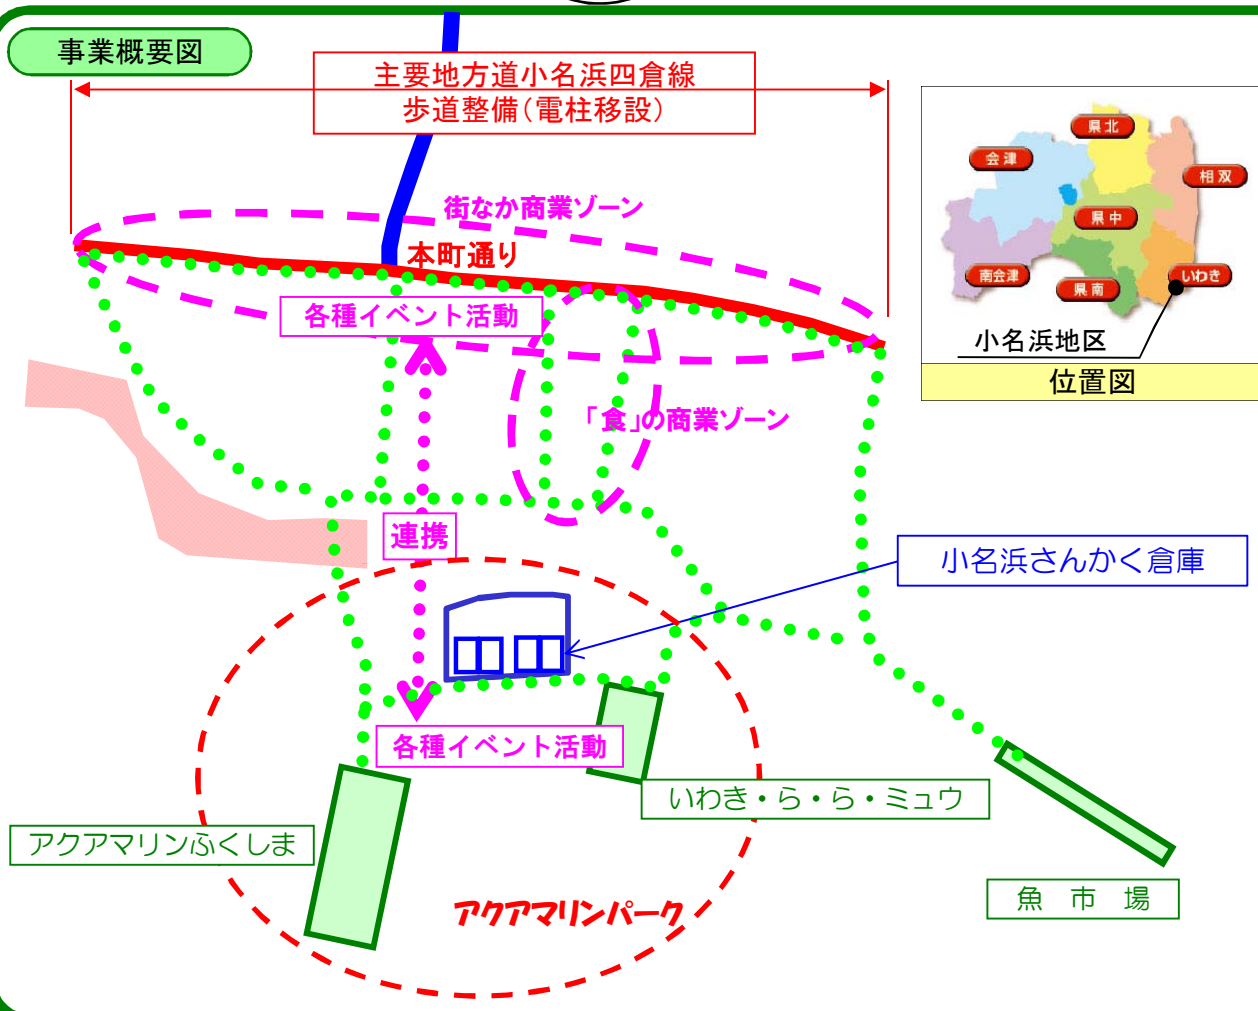 事業概要図
主要地方道小名浜四倉線
歩道整備（電柱移設）
県北
会津
相双
県中
南会津
県南
いわき
小名浜地区
位置図
街なか商業ゾーン
本町通り
各種イベント活動
「食」の商業ゾーン
連携
小名浜さんかく倉庫
各種イベント活動
いわき・ら・ら・ミュウ
アクアマリンふくしま
魚 市 場
アクアマリンパーク